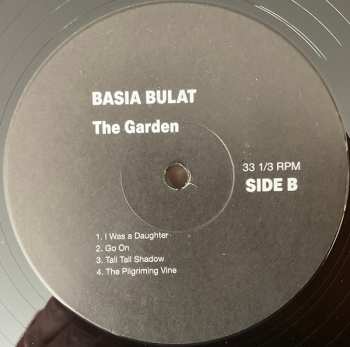 BASIA BULAT
The Garden
33 1/3 RPM
SIDE B
1. I Was a Daughter
2. Go On
3. Tall Tall Shadow
4. The Pilgriming Vine